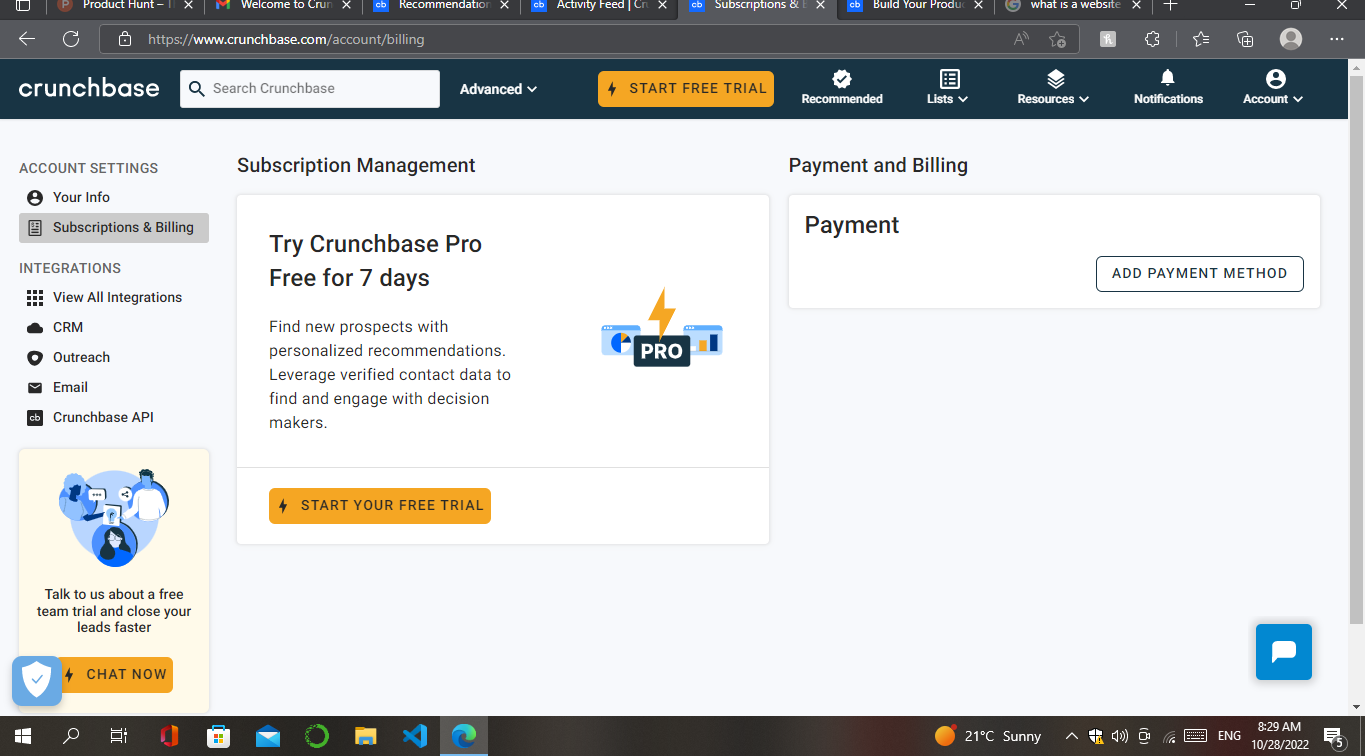 Product Hunt – T
Welcome to Crun
Recommendation
Activity Feed | Cr
Subscriptions & B
Build Your Produc
what is a website
https://www.crunchbase.com/account/billing
crunchbase
Search Crunchbase
Advanced
START FREE TRIAL
Recommended
Lists
Resources
Notifications
Account
ACCOUNT SETTINGS
Your Info
Subscriptions & Billing
INTEGRATIONS
View All Integrations
CRM
Outreach
Email
cb Crunchbase API
Talk to us about a free
team trial and close your
leads faster
CHAT NOW
Subscription Management
Try Crunchbase Pro
Free for 7 days
Find new prospects with
personalized recommendations.
Leverage verified contact data to
find and engage with decision
makers.
PRO
START YOUR FREE TRIAL
Payment and Billing
Payment
ADD PAYMENT METHOD
21°C Sunny
ENG
8:29 AM
10/28/2022
5